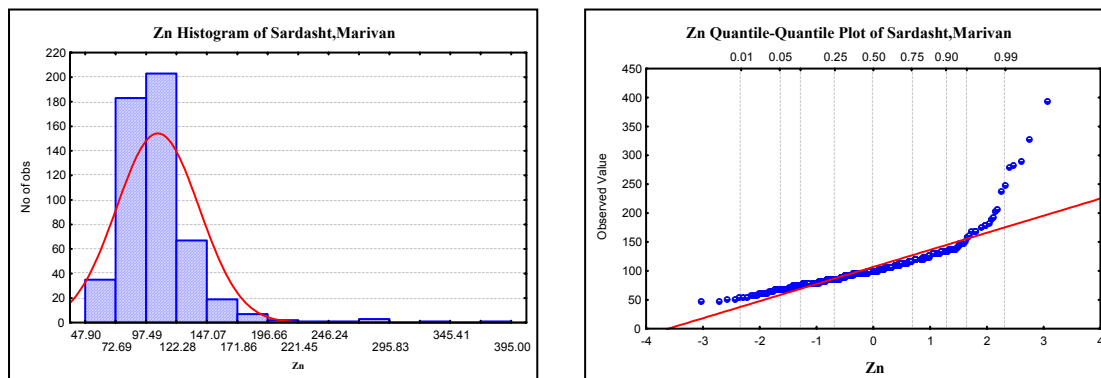 Zn Histogram of Sardasht,Marivan
No of obs
220
200
180
160
140
120
100
80
60
40
20
0
47.90 97.49 147.07 196.66 246.24 295.83 345.41 395.00
72.69 122.28 171.86 221.45
Zn
Zn Quantile-Quantile Plot of Sardasht,Marivan
0.01 0.05 0.25 0.50 0.75 0.90 0.99
Observed Value
450
400
350
300
250
200
150
100
50
0
-4 -3 -2 -1 0 1 2 3 4
Zn